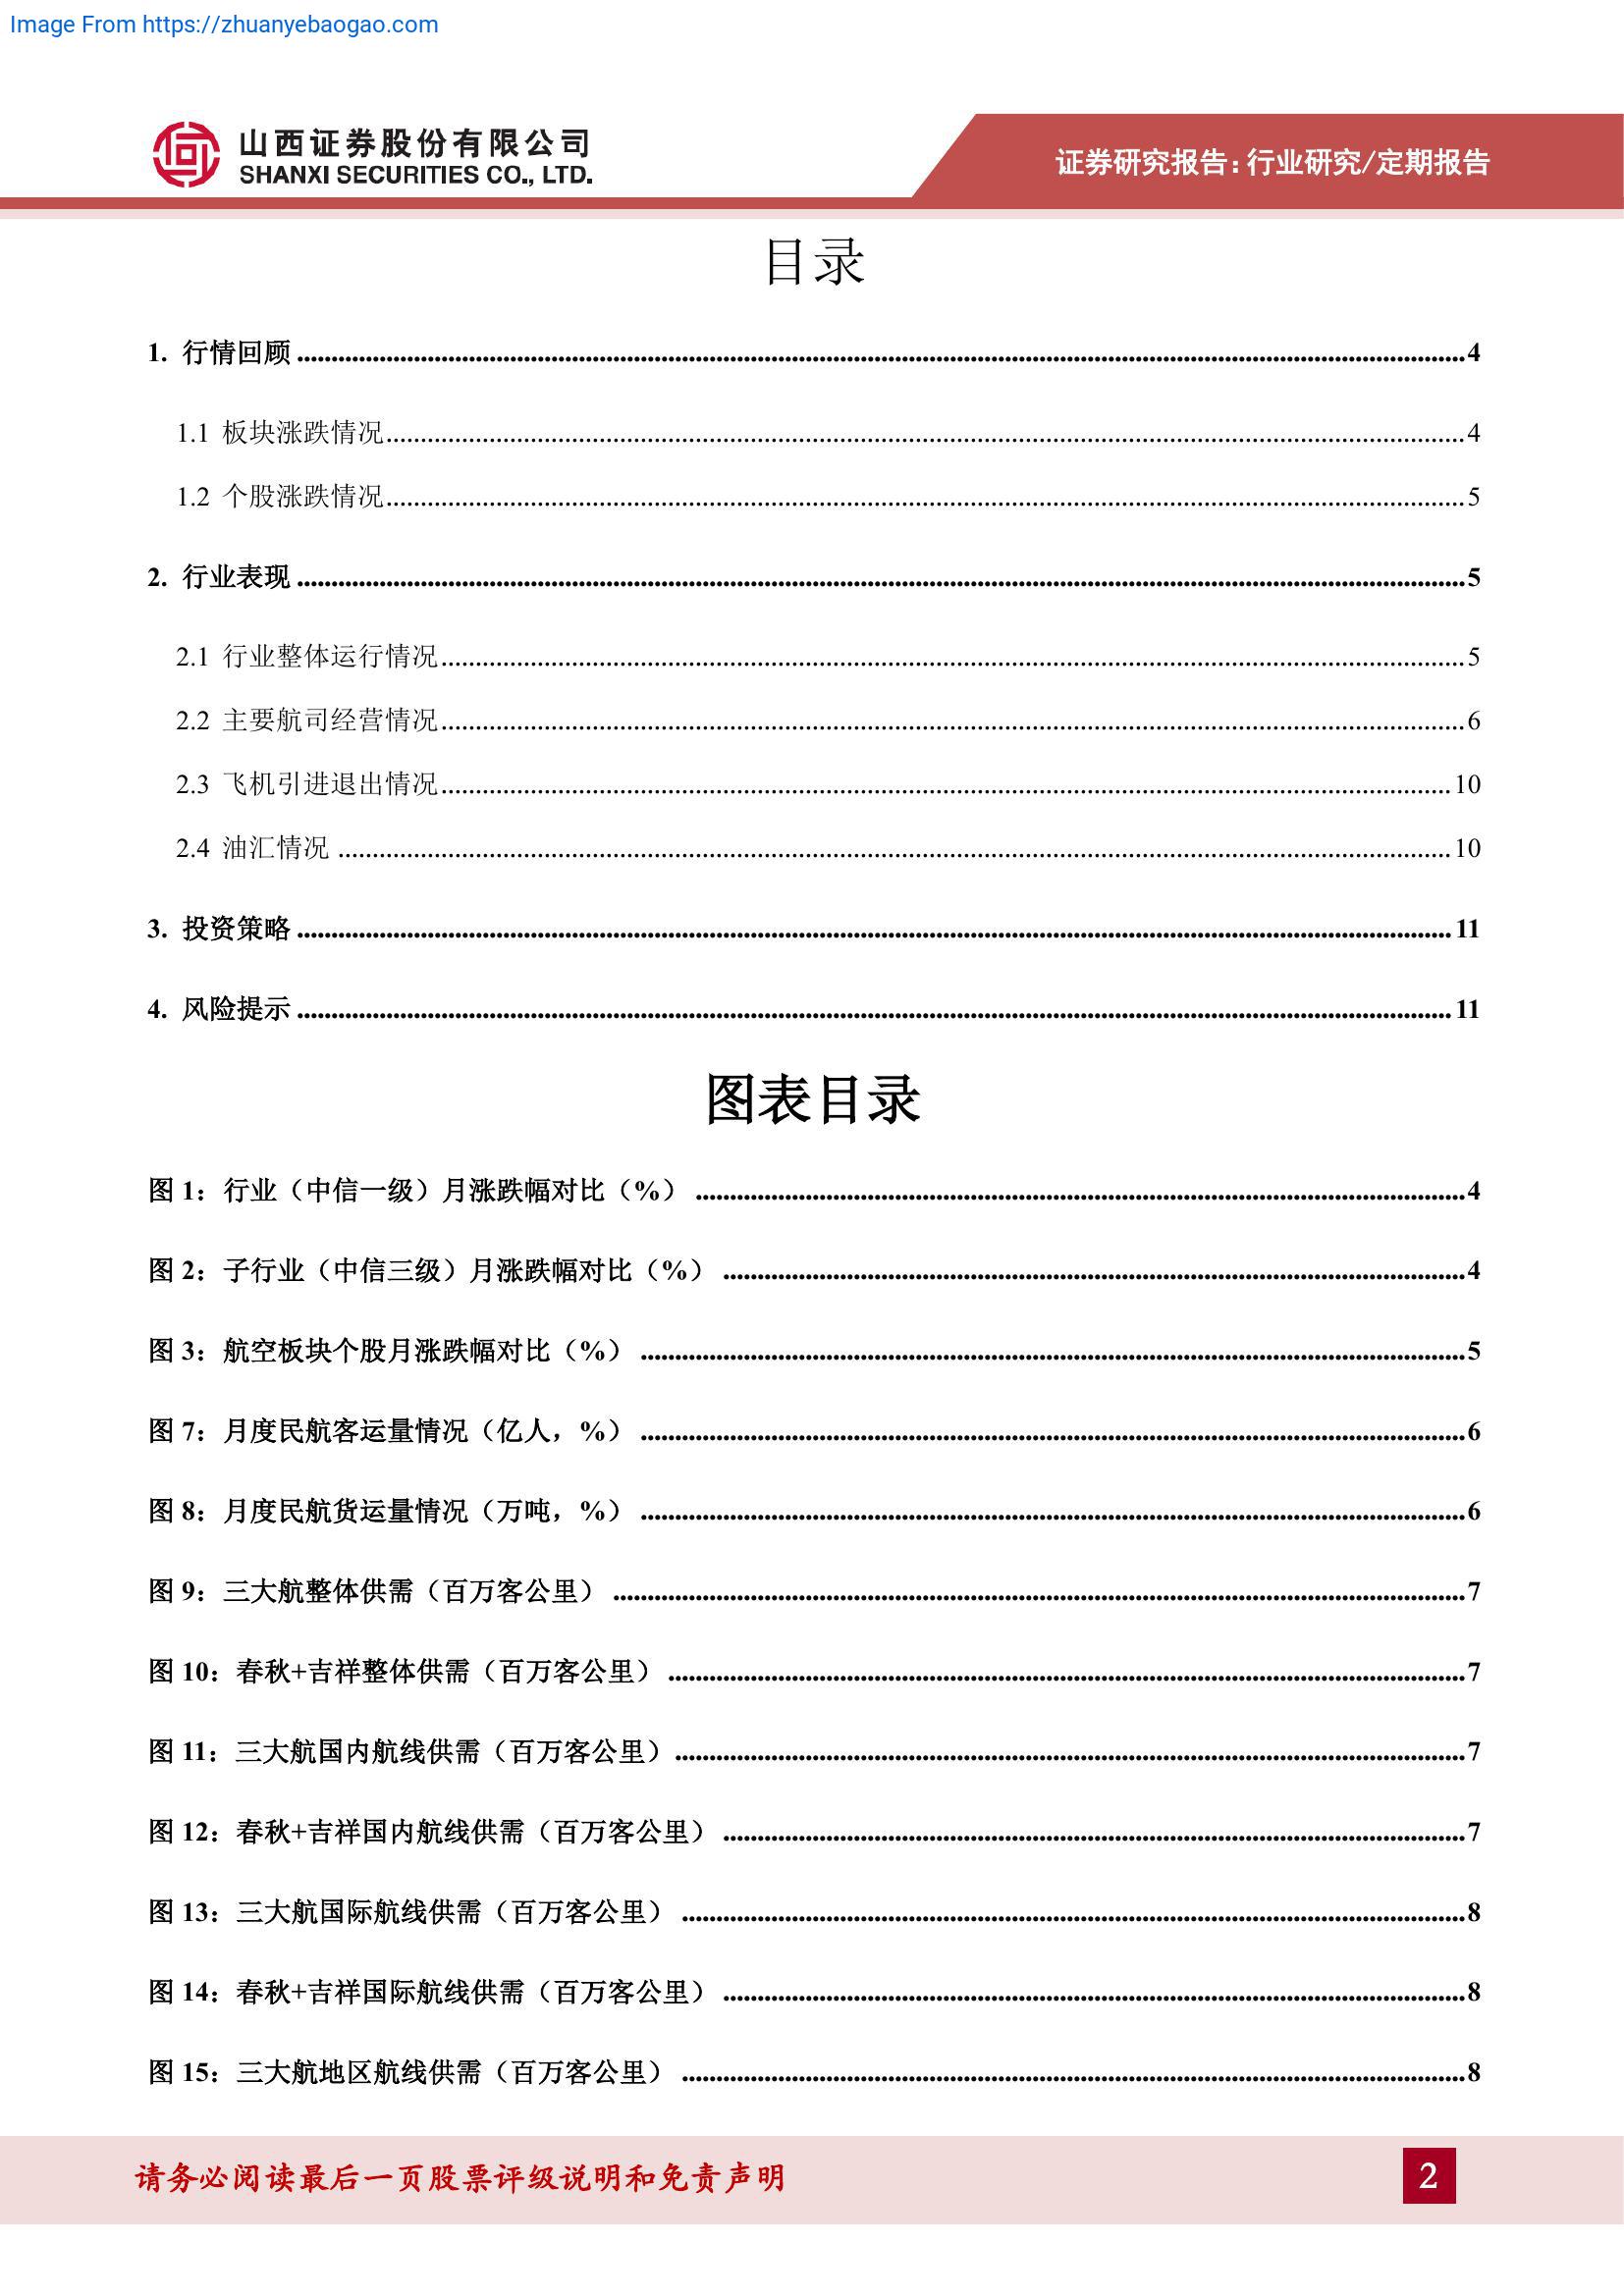 Image From https://zhuanyebaogao.com
山西证券股份有限公司
SHANXI SECURITIES CO., LTD.
证券研究报告：行业研究/定期报告
目录
1. 行情回顾 4
1.1 板块涨跌情况 4
1.2 个股涨跌情况 5
2. 行业表现 5
2.1 行业整体运行情况 5
2.2 主要航司经营情况 6
2.3 飞机引进退出情况 10
2.4 油汇情况 10
3. 投资策略 11
4. 风险提示 11
图表目录
图 1：行业（中信一级）月涨跌幅对比（%） 4
图 2：子行业（中信三级）月涨跌幅对比（%） 4
图 3：航空板块个股月涨跌幅对比（%） 5
图 7：月度民航客运量情况（亿人，%） 6
图 8：月度民航货运量情况（万吨，%） 6
图 9：三大航整体供需（百万客公里） 7
图 10：春秋+吉祥整体供需（百万客公里） 7
图 11：三大航国内航线供需（百万客公里） 7
图 12：春秋+吉祥国内航线供需（百万客公里） 7
图 13：三大航国际航线供需（百万客公里） 8
图 14：春秋+吉祥国际航线供需（百万客公里） 8
图 15：三大航地区航线供需（百万客公里） 8
请务必阅读最后一页股票评级说明和免责声明
2